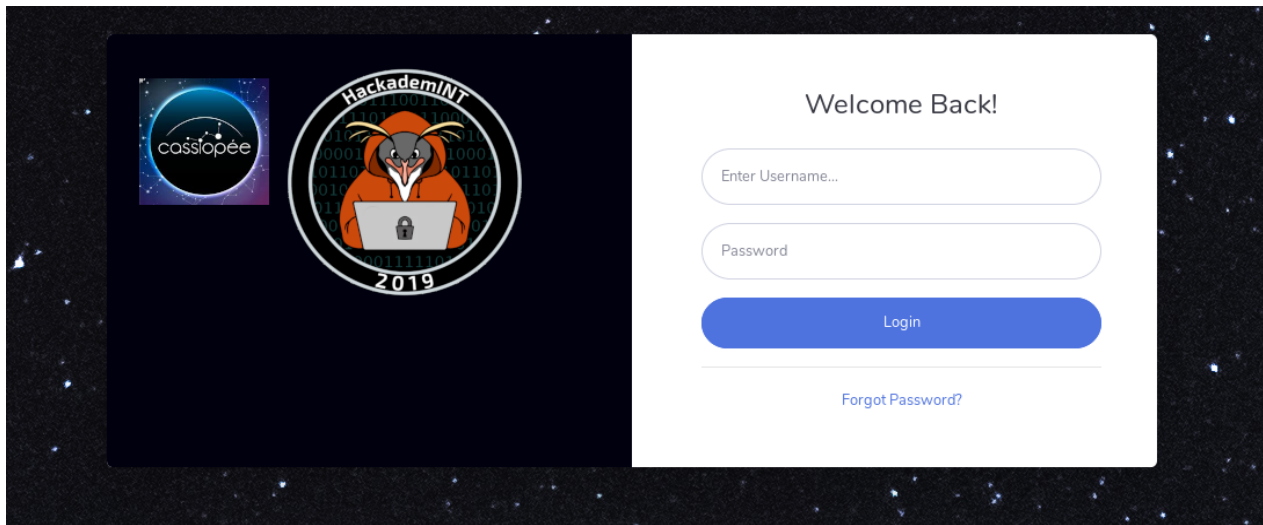 cassiopée
HackademINT
2019
Welcome Back!
Enter Username...
Password
Login
Forgot Password?